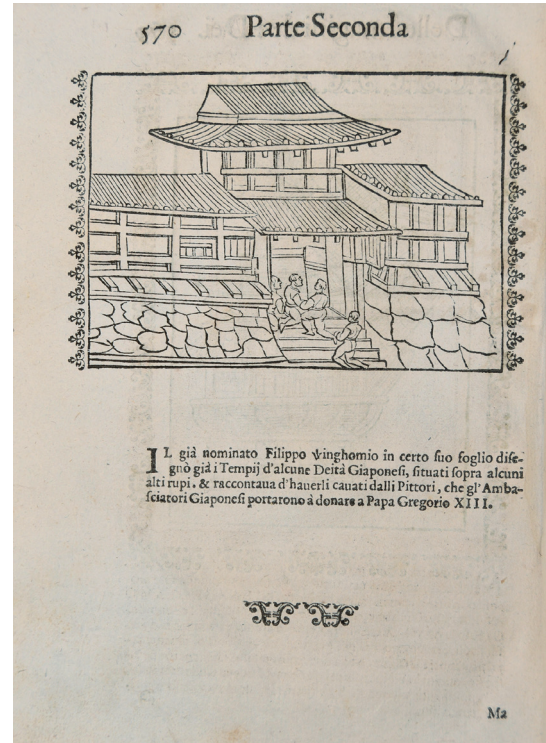 570 Parte Seconda
IL già nominato Filippo Winghomio in certo suo foglio dise-
gnò già i Tempij d'alcune Deità Giaponesi, situati sopra alcuni
alti rupi. & raccontaua d'hauerli cauati dalli Pittori, che gl'Amba-
sciatori Giaponesi portarono à donare a Papa Gregorio XIII.
Ma